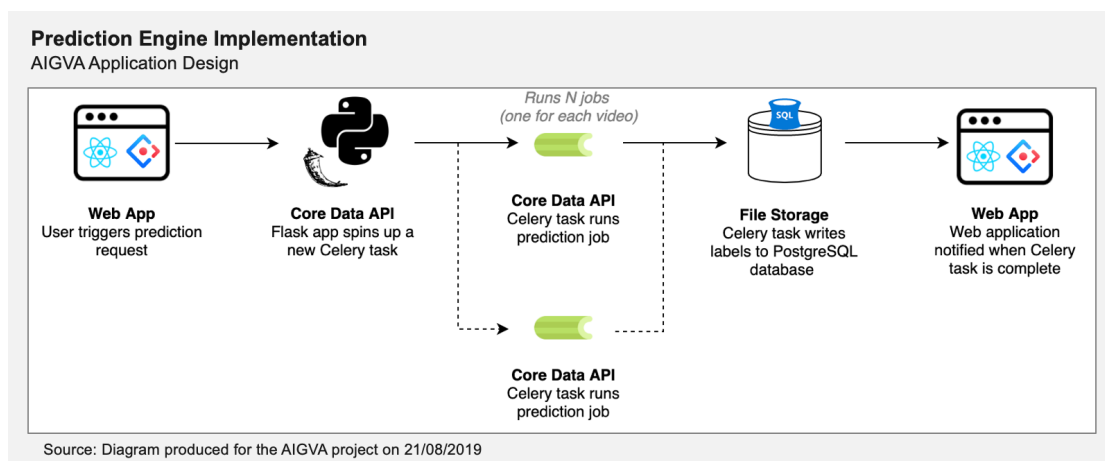 Prediction Engine Implementation
AIGVA Application Design
Runs N jobs
(one for each video)
SQL
Web App
User triggers prediction
request
Core Data API
Flask app spins up a
new Celery task
Core Data API
Celery task runs
prediction job
File Storage
Celery task writes
labels to PostgreSQL
database
Web App
Web application
notified when Celery
task is complete
Core Data API
Celery task runs
prediction job
Source: Diagram produced for the AIGVA project on 21/08/2019